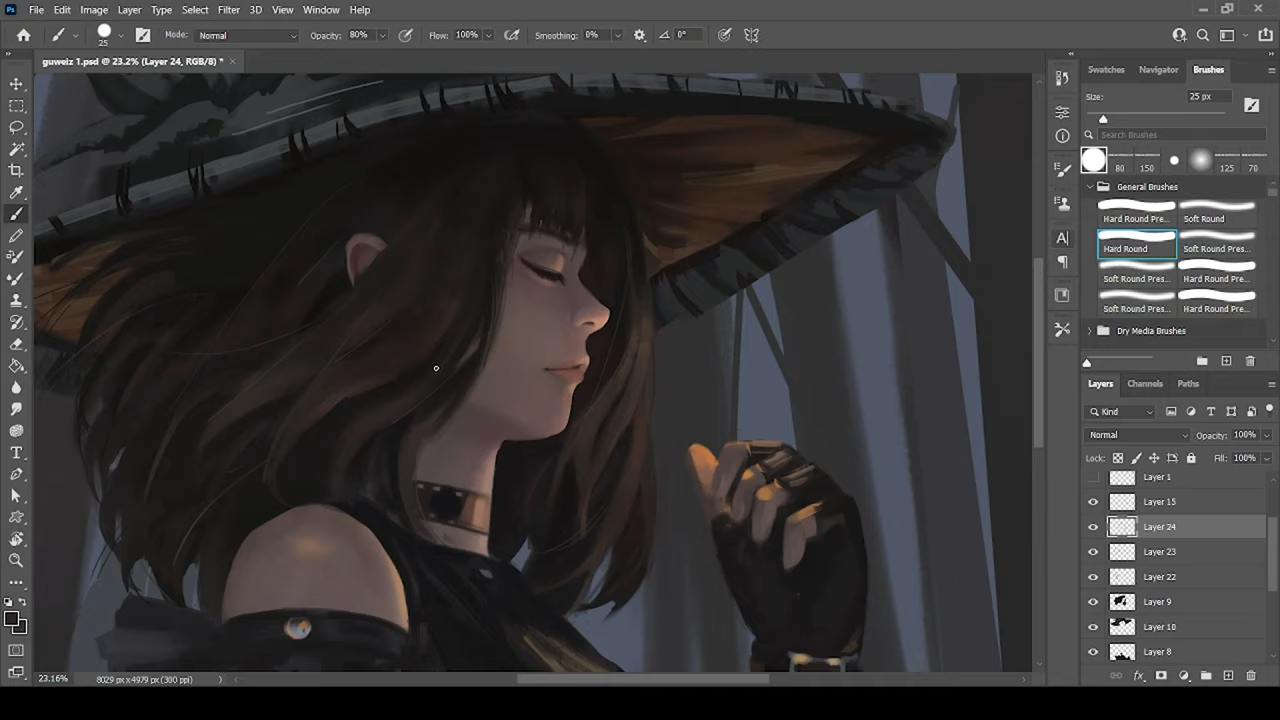 Ps File Edit Image Layer Type Select Filter 3D View Window Help
25 Mode: Normal Opacity: 80% Flow: 100% Smoothing: 0% 0°
guweiz 1.psd @ 23.2% (Layer 24, RGB/8) * ×
Swatches Navigator Brushes
Size: 25 px
Search Brushes
80 150 125 70
General Brushes
Hard Round Pre... Soft Round
Hard Round Soft Round Pres...
Soft Round Pres... Hard Round Pre...
Soft Round Pres... Hard Round Pre...
Dry Media Brushes
Layers Channels Paths
Kind
Normal Opacity: 100%
Lock: Fill: 100%
Layer 1
Layer 15
Layer 24
Layer 23
Layer 22
Layer 9
Layer 10
Layer 8
23.16% 8029 px x 4979 px (300 ppi)